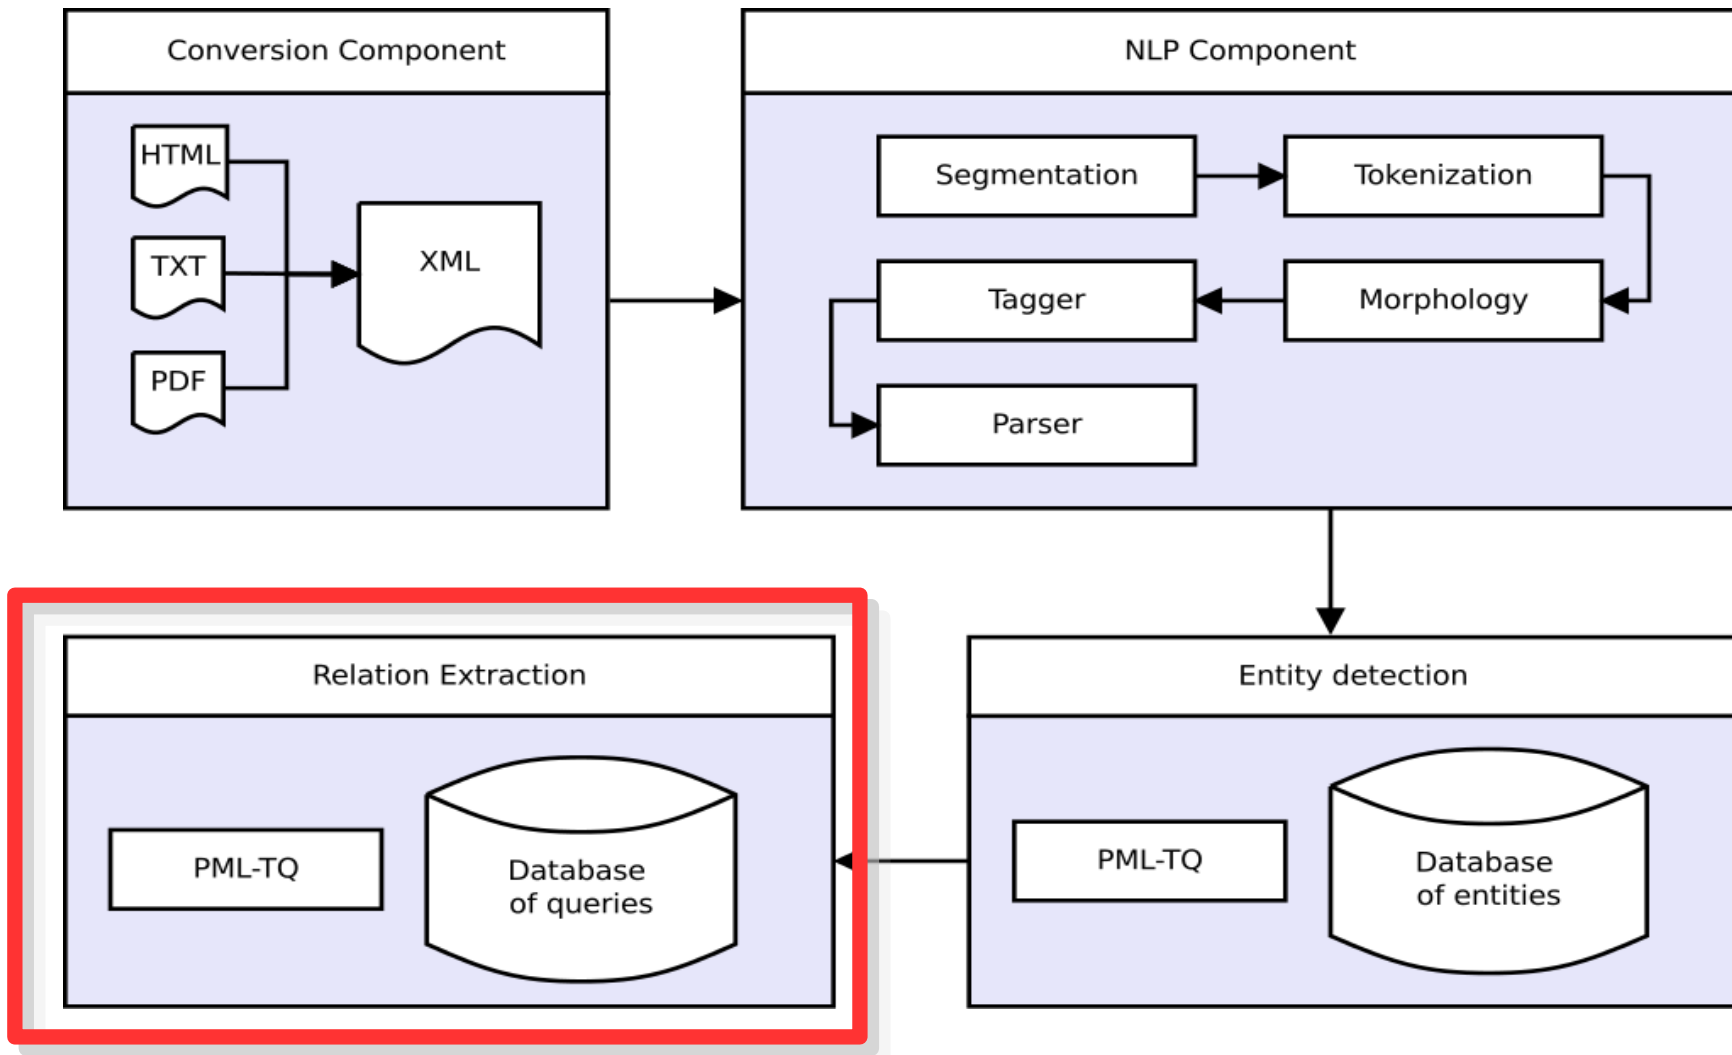 Conversion Component
HTML
TXT
PDF
XML
NLP Component
Segmentation
Tokenization
Tagger
Morphology
Parser
Relation Extraction
PML-TQ
Database
of queries
Entity detection
PML-TQ
Database
of entities